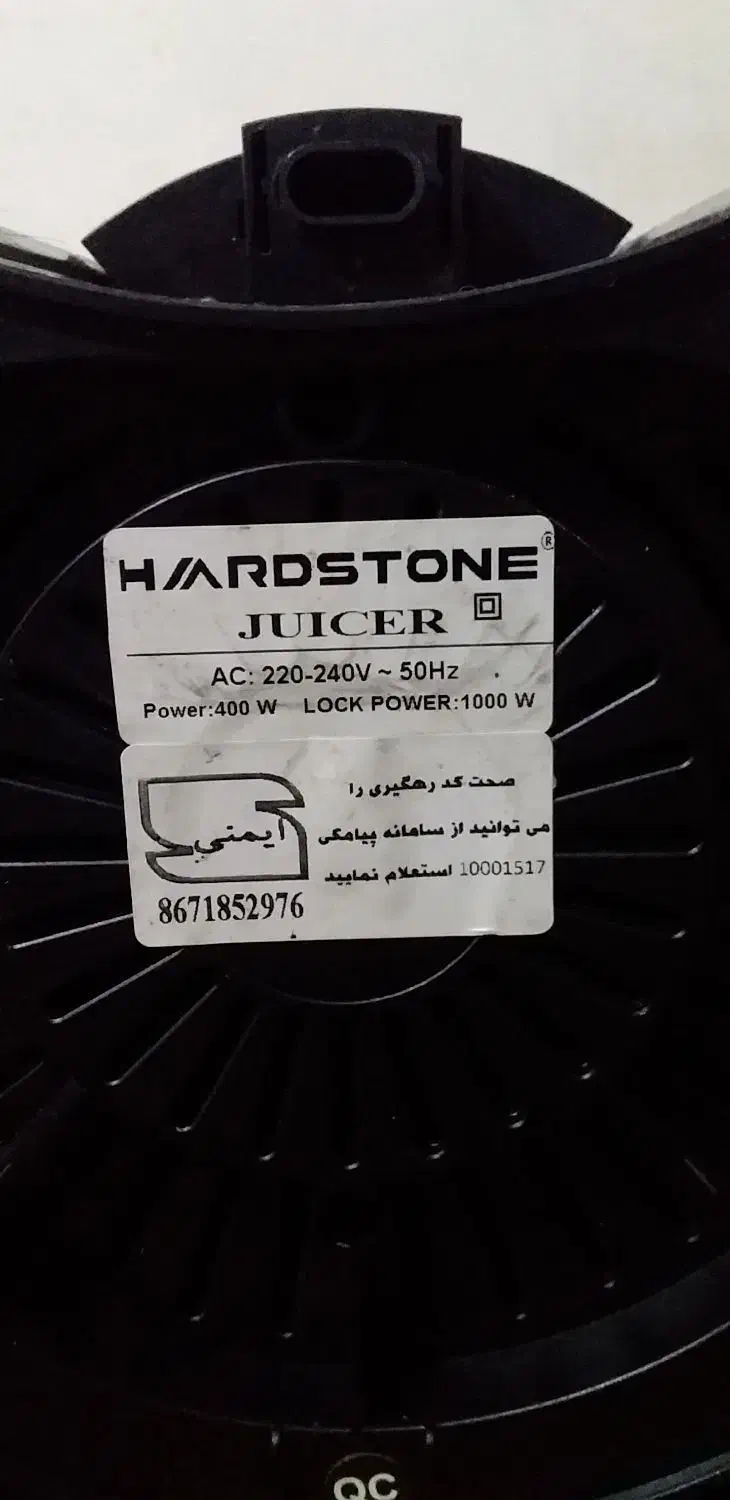 HARDSTONE®
JUICER
AC: 220-240V ~ 50Hz
Power:400 W LOCK POWER:1000 W
صحت کد رهگیری را
می توانید از سامانه پیامکی
10001517 استعلام نمایید
ایمنی
8671852976
QC